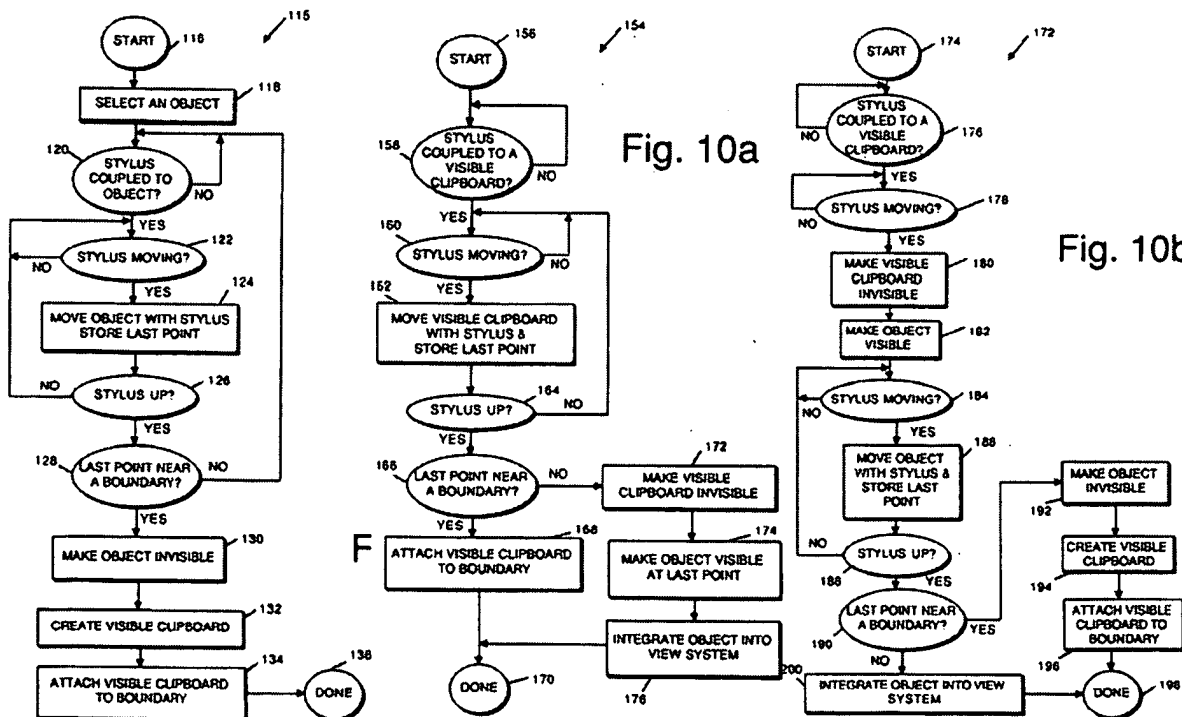 115
START
116
SELECT AN OBJECT
118
120
STYLUS
COUPLED TO
OBJECT?
NO
YES
STYLUS MOVING?
122
NO
YES
124
MOVE OBJECT WITH STYLUS
STORE LAST POINT
STYLUS UP?
126
NO
YES
128
LAST POINT NEAR
A BOUNDARY?
NO
YES
MAKE OBJECT INVISIBLE
130
CREATE VISIBLE CLIPBOARD
132
ATTACH VISIBLE CLIPBOARD
TO BOUNDARY
134
DONE
136
154
START
156
158
STYLUS
COUPLED TO A
VISIBLE
CLIPBOARD?
NO
YES
160
STYLUS MOVING?
NO
YES
162
MOVE VISIBLE CLIPBOARD
WITH STYLUS &
STORE LAST POINT
STYLUS UP?
164
NO
YES
166
LAST POINT NEAR
A BOUNDARY?
NO
YES
F
ATTACH VISIBLE CLIPBOARD
TO BOUNDARY
168
172
MAKE VISIBLE
CLIPBOARD INVISIBLE
174
MAKE OBJECT VISIBLE
AT LAST POINT
INTEGRATE OBJECT INTO
VIEW SYSTEM
176
DONE
170
Fig. 10a
172
START
174
STYLUS
COUPLED TO A
VISIBLE
CLIPBOARD?
176
NO
YES
STYLUS MOVING?
178
NO
YES
MAKE VISIBLE
CLIPBOARD
INVISIBLE
180
MAKE OBJECT
VISIBLE
182
STYLUS MOVING?
184
NO
YES
188
MOVE OBJECT
WITH STYLUS &
STORE LAST
POINT
STYLUS UP?
188
NO
YES
LAST POINT NEAR
A BOUNDARY?
190
YES
NO
200
INTEGRATE OBJECT INTO VIEW
SYSTEM
MAKE OBJECT
INVISIBLE
192
CREATE VISIBLE
CLIPBOARD
194
ATTACH VISIBLE
CLIPBOARD TO
BOUNDARY
196
DONE
198
Fig. 10b